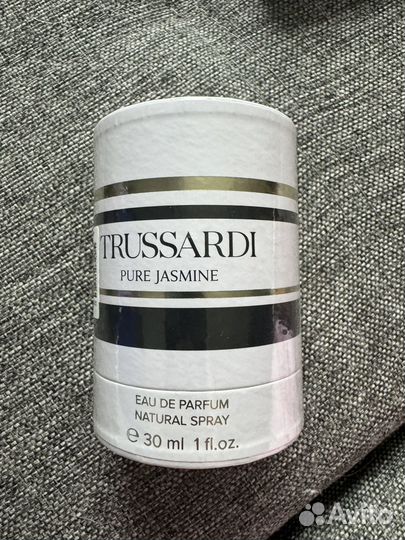 TRUSSARDI
PURE JASMINE
EAU DE PARFUM
NATURAL SPRAY
℮ 30 ml 1 fl.oz.
Avito